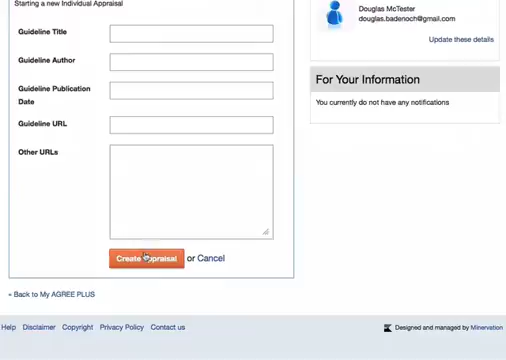 Starting a new Individual Appraisal
Guideline Title
Guideline Author
Guideline Publication
Date
Guideline URL
Other URLs
Create Appraisal or Cancel
« Back to My AGREE PLUS
Douglas McTester
douglas.badenoch@gmail.com
Update these details
For Your Information
You currently do not have any notifications
Help Disclaimer Copyright Privacy Policy Contact us
Designed and managed by Minervation